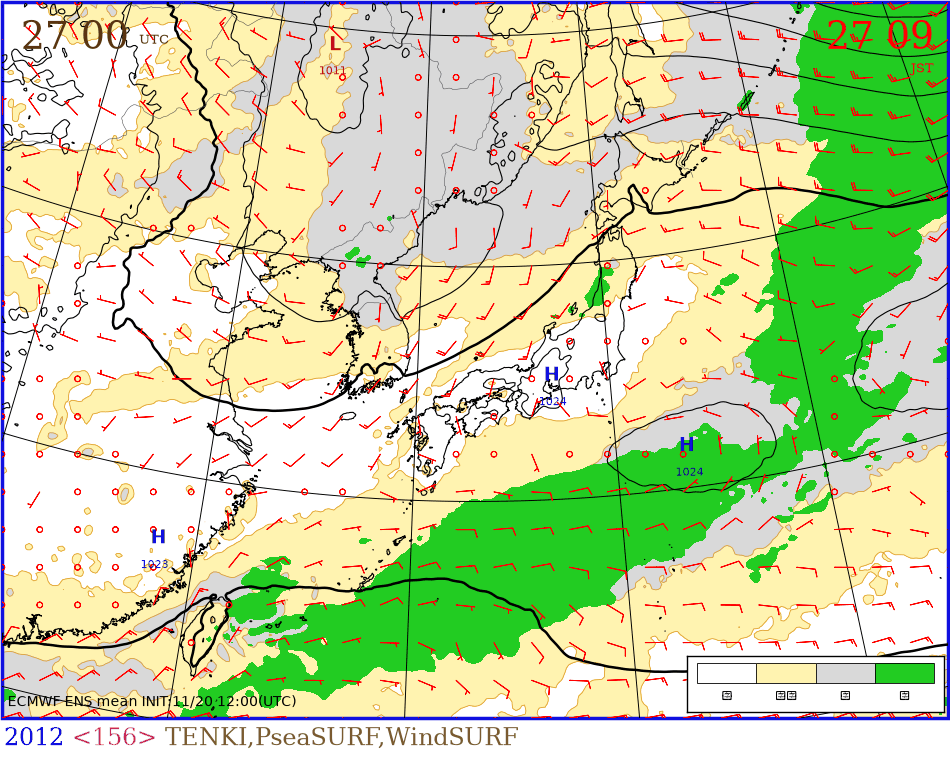 27 00 UTC
27 09
JST
L
1011
H
1024
H
1024
H
1023
ECMWF ENS mean INIT:11/20 12:00(UTC)
2012 <156> TENKI,PseaSURF,WindSURF